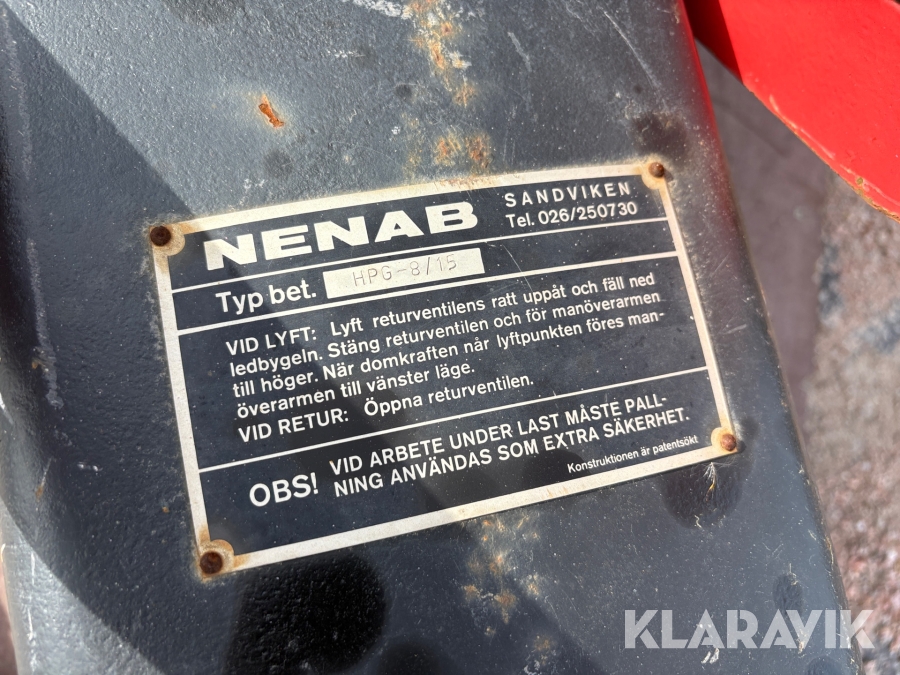 NENAB
SANDVIKEN
Tel. 026/250730
Typ bet. HPG-8/15
VID LYFT: Lyft returventilens ratt uppåt och fäll ned
ledbygeln. Stäng returventilen och för manöverarmen
till höger. När domkraften når lyftpunkten föres man-
överarmen till vänster läge.
VID RETUR: Öppna returventilen.
OBS! VID ARBETE UNDER LAST MÅSTE PALL-
NING ANVÄNDAS SOM EXTRA SÄKERHET.
Konstruktionen är patentsökt
KLARAVIK